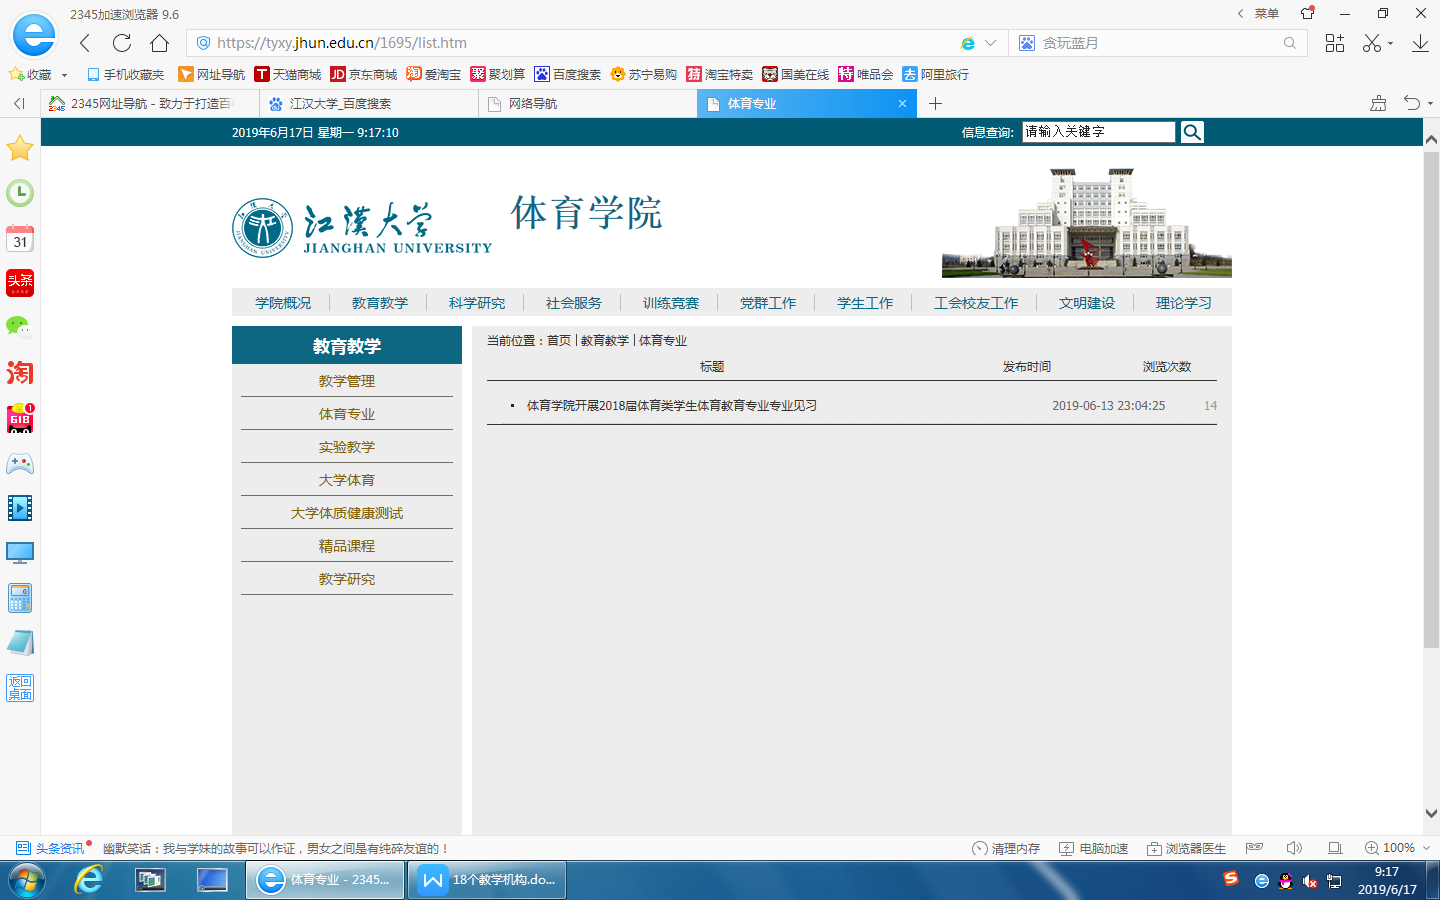 2345加速浏览器 9.6
菜单
https://tyxy.jhun.edu.cn/1695/list.htm
贪玩蓝月
收藏 手机收藏夹 网址导航 天猫商城 京东商城 爱淘宝 聚划算 百度搜索 苏宁易购 淘宝特卖 国美在线 唯品会 阿里旅行
2345网址导航 - 致力于打造百
江汉大学_百度搜索
网络导航
体育专业
2019年6月17日 星期一 9:17:10
信息查询: 请输入关键字
31
头条
淘
618
返回
桌面
江漢大学
JIANGHAN UNIVERSITY
体育学院
学院概况 教育教学 科学研究 社会服务 训练竞赛 党群工作 学生工作 工会校友工作 文明建设 理论学习
教育教学
教学管理
体育专业
实验教学
大学体育
大学体质健康测试
精品课程
教学研究
当前位置：首页 | 教育教学 | 体育专业
标题 发布时间 浏览次数
体育学院开展2018届体育类学生体育教育专业专业见习 2019-06-13 23:04:25 14
头条资讯 幽默笑话：我与学妹的故事可以作证，男女之间是有纯碎友谊的！
清理内存 电脑加速 浏览器医生 100%
体育专业 - 2345...
18个教学机构.do...
9:17
2019/6/17